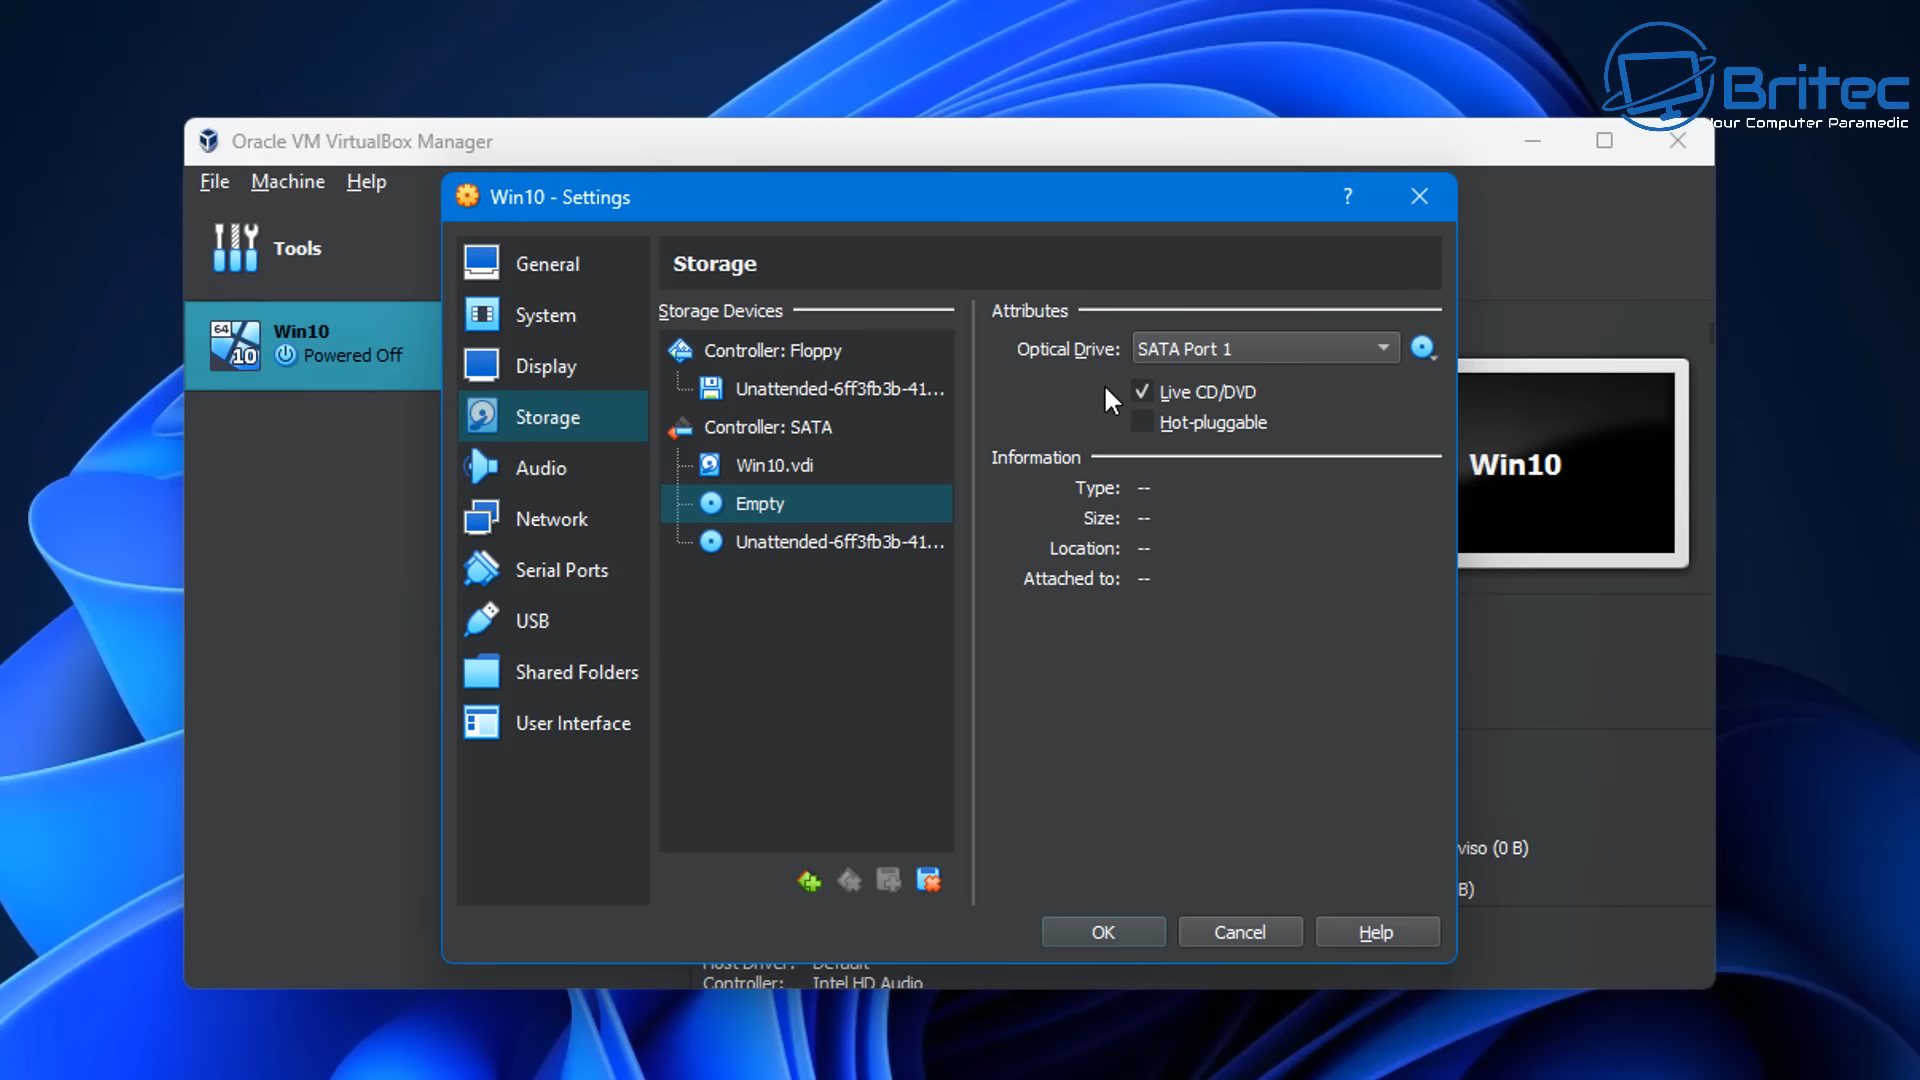 Britec
Your Computer Paramedic
Oracle VM VirtualBox Manager
File Machine Help
Win10 - Settings
?
Tools
64
10
Win10
Powered Off
General
System
Display
Storage
Audio
Network
Serial Ports
USB
Shared Folders
User Interface
Storage
Storage Devices
Controller: Floppy
Unattended-6ff3fb3b-41...
Controller: SATA
Win10.vdi
Empty
Unattended-6ff3fb3b-41...
Attributes
Optical Drive: SATA Port 1
Live CD/DVD
Hot-pluggable
Information
Type: --
Size: --
Location: --
Attached to: --
Win10
viso (0 B)
B)
OK Cancel Help
Host Driver: Default
Controller: Intel HD Audio